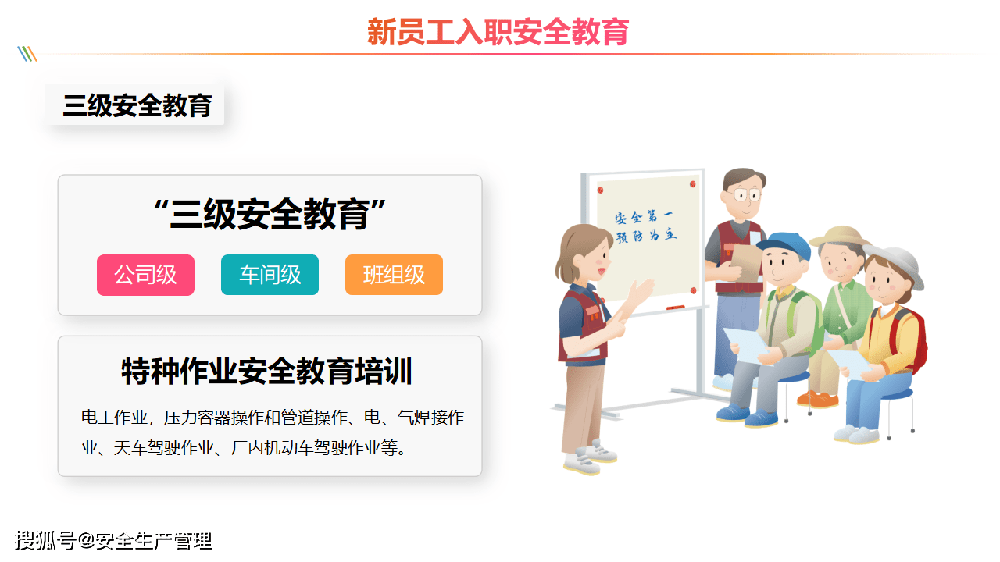 新员工入职安全教育
三级安全教育
“三级安全教育”
公司级 车间级 班组级
特种作业安全教育培训
电工作业，压力容器操作和管道操作、电、气焊接作
业、天车驾驶作业、厂内机动车驾驶作业等。
安全第一
预防为主
搜狐号@安全生产管理